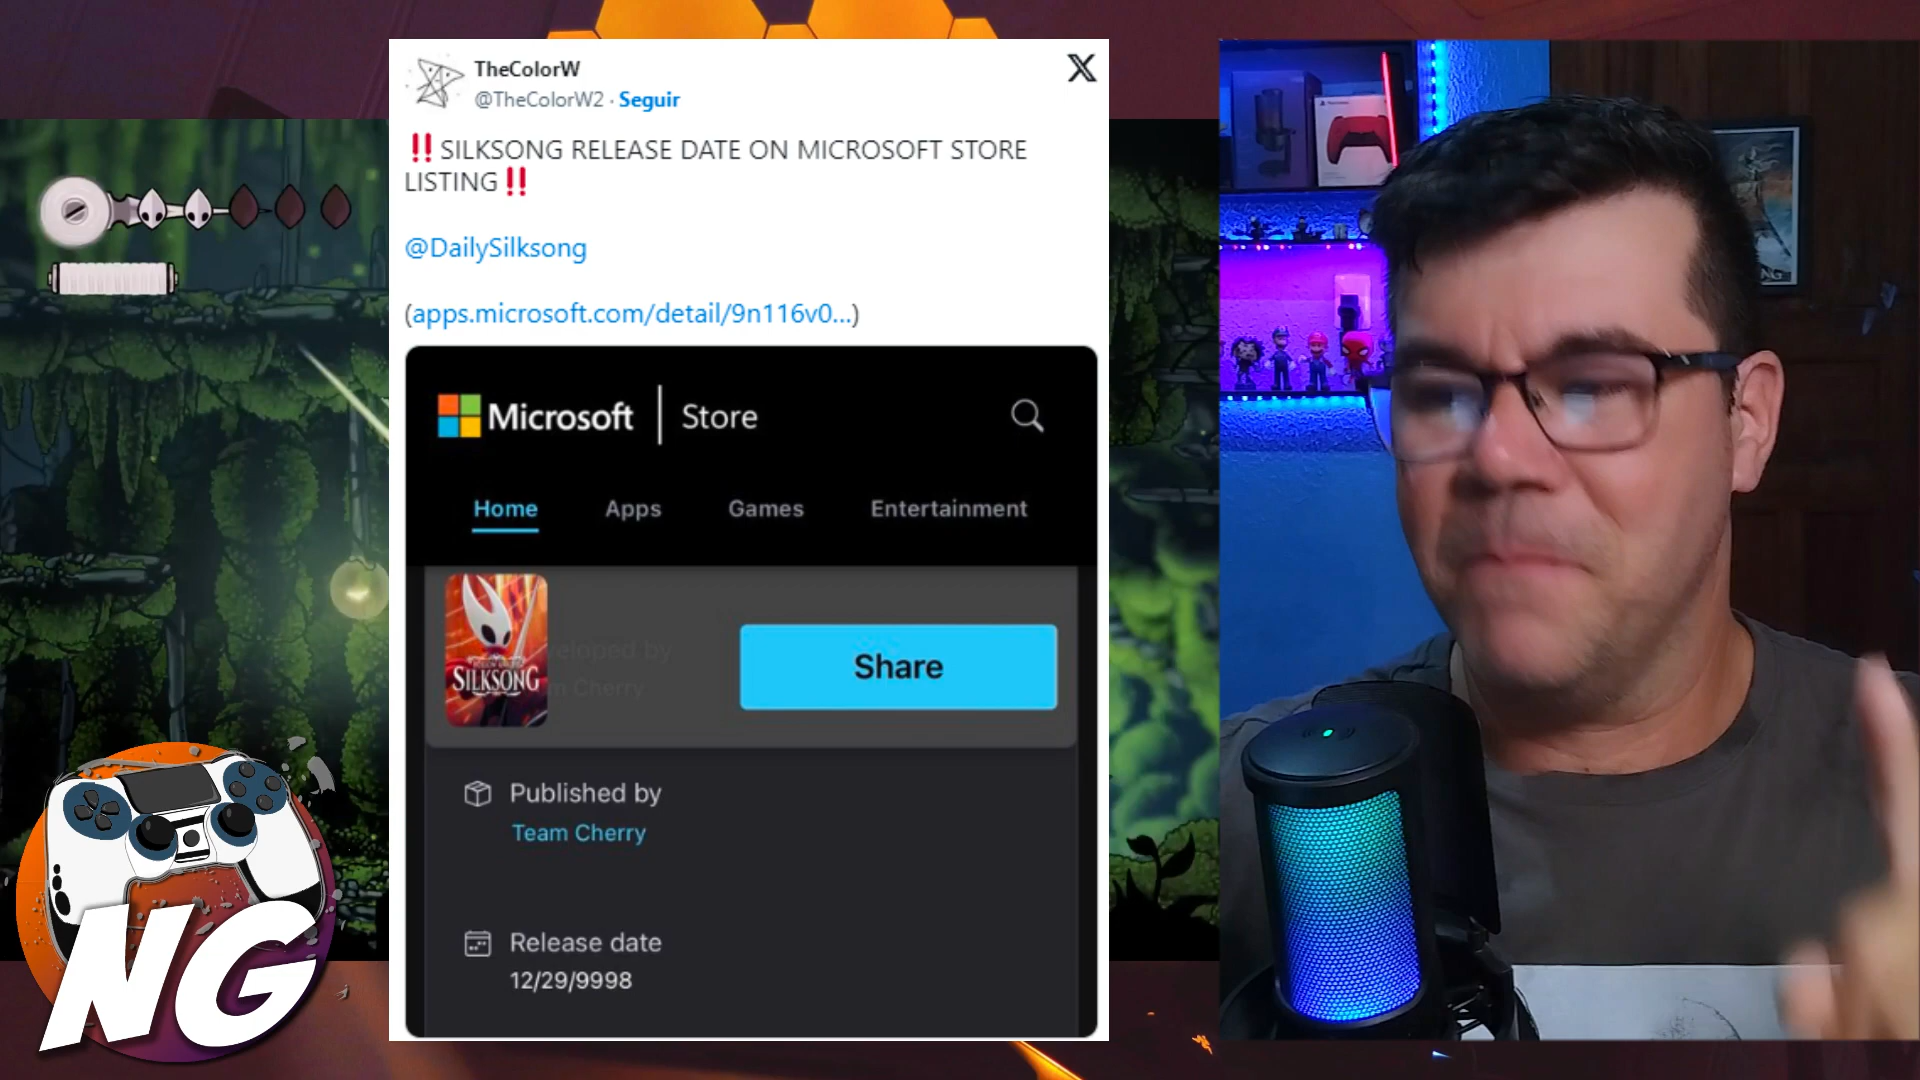 TheColorW
@TheColorW2 · Seguir
X
‼️SILKSONG RELEASE DATE ON MICROSOFT STORE
LISTING‼️
@DailySilksong
(apps.microsoft.com/detail/9n116v0...)
Microsoft | Store
Home Apps Games Entertainment
SILKSONG
Share
Published by
Team Cherry
Release date
12/29/9998
NG